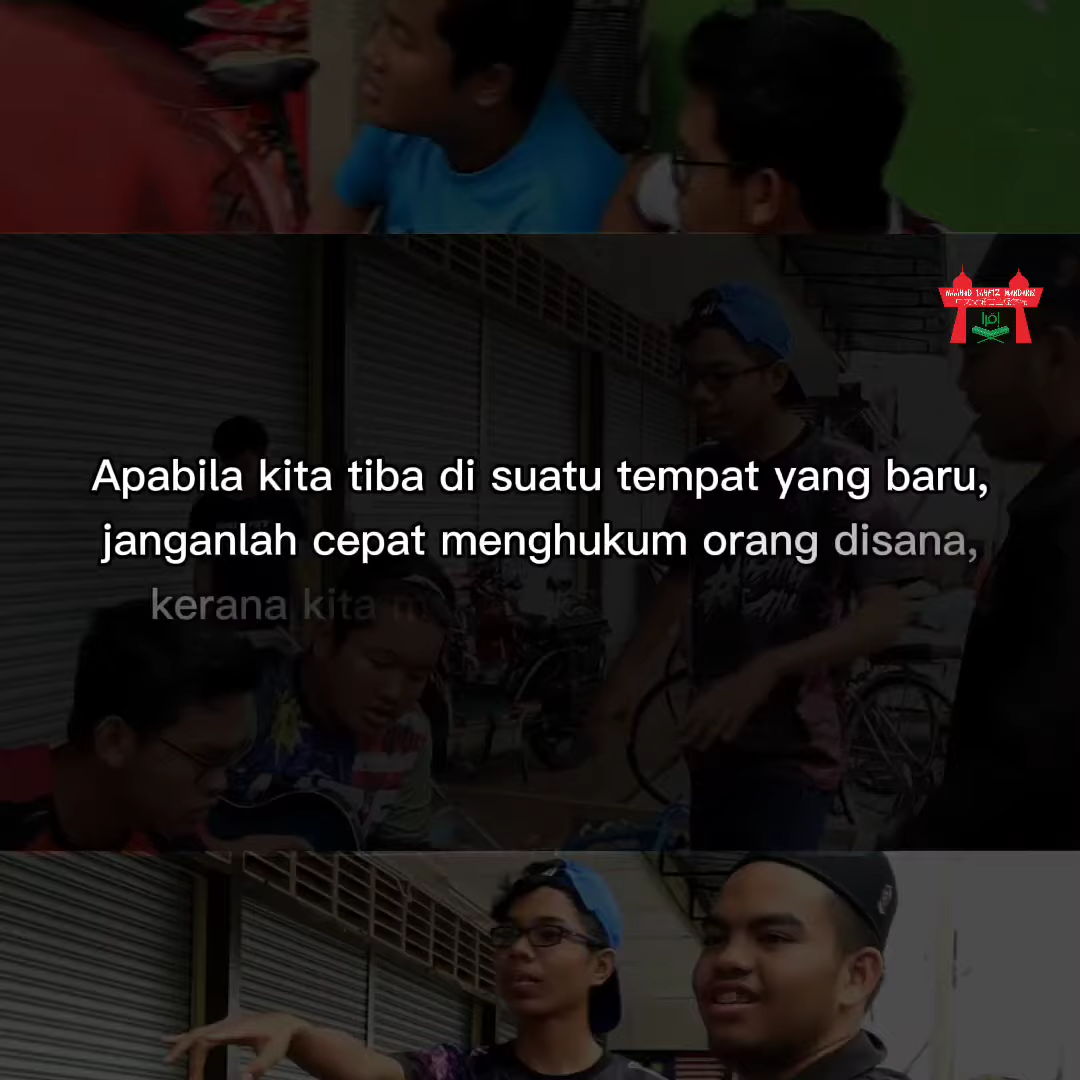 Apabila kita tiba di suatu tempat yang baru,
janganlah cepat menghukum orang disana,
kerana kita